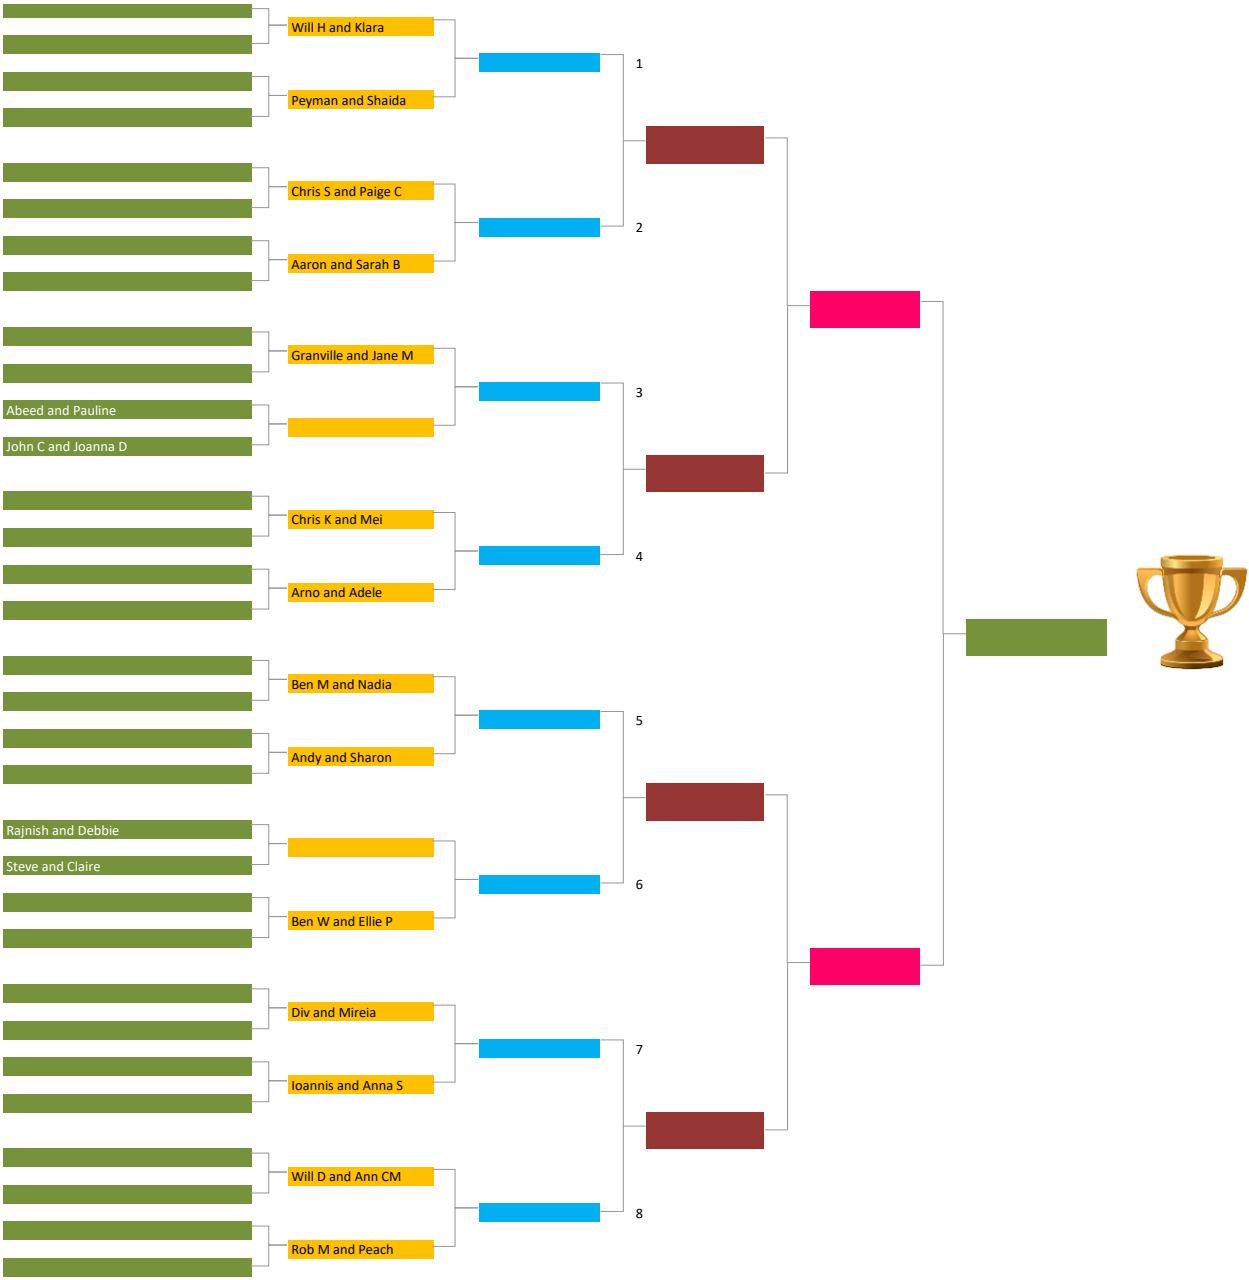 Will H and Klara
1
Peyman and Shaida
Chris S and Paige C
2
Aaron and Sarah B
Granville and Jane M
3
Abeed and Pauline
John C and Joanna D
Chris K and Mei
4
Arno and Adele
Ben M and Nadia
5
Andy and Sharon
Rajnish and Debbie
Steve and Claire
6
Ben W and Ellie P
Div and Mireia
7
Ioannis and Anna S
Will D and Ann CM
8
Rob M and Peach